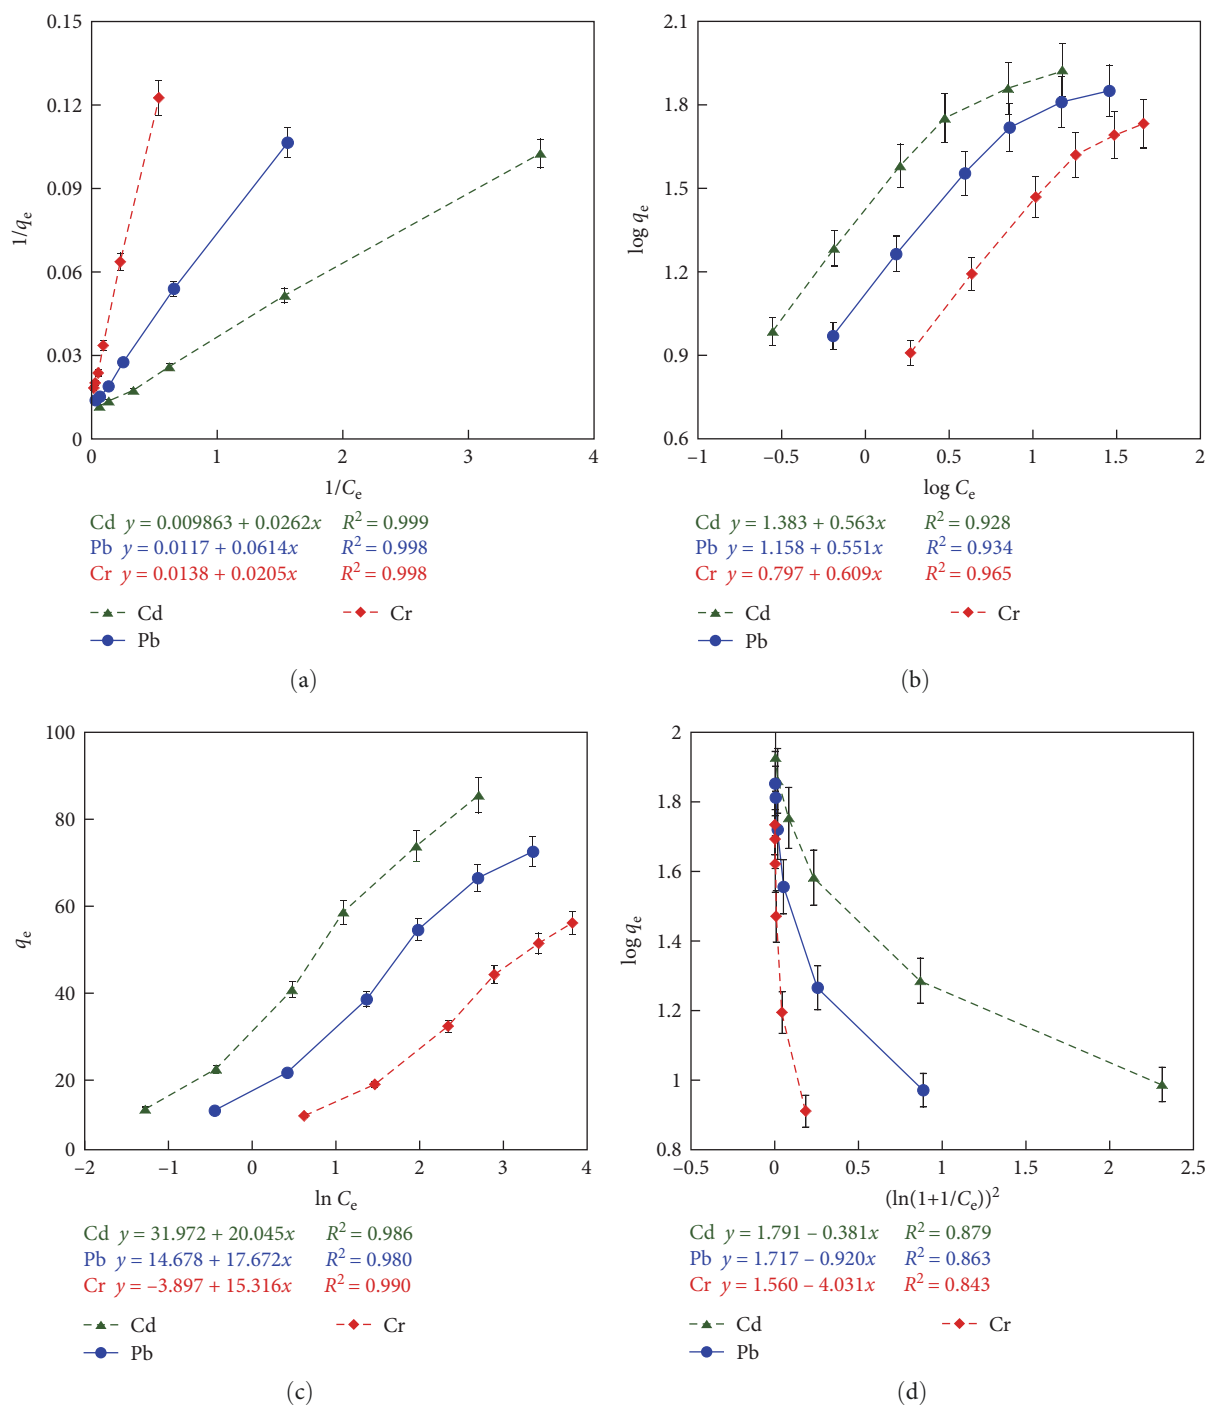 0.15
0.12
0.09
0.06
0.03
0
1/qe
0 1 2 3 4
1/Ce
Cd y = 0.009863 + 0.0262x R² = 0.999
Pb y = 0.0117 + 0.0614x R² = 0.998
Cr y = 0.0138 + 0.0205x R² = 0.998
Cd Cr
Pb
(a)
2.1
1.8
1.5
1.2
0.9
0.6
log qe
−1 −0.5 0 0.5 1 1.5 2
log Ce
Cd y = 1.383 + 0.563x R² = 0.928
Pb y = 1.158 + 0.551x R² = 0.934
Cr y = 0.797 + 0.609x R² = 0.965
Cd Cr
Pb
(b)
100
80
60
40
20
0
qe
−2 −1 0 1 2 3 4
ln Ce
Cd y = 31.972 + 20.045x R² = 0.986
Pb y = 14.678 + 17.672x R² = 0.980
Cr y = −3.897 + 15.316x R² = 0.990
Cd Cr
Pb
(c)
2
1.8
1.6
1.4
1.2
1
0.8
log qe
−0.5 0 0.5 1 1.5 2 2.5
(ln(1+1/Ce))²
Cd y = 1.791 – 0.381x R² = 0.879
Pb y = 1.717 – 0.920x R² = 0.863
Cr y = 1.560 – 4.031x R² = 0.843
Cd Cr
Pb
(d)